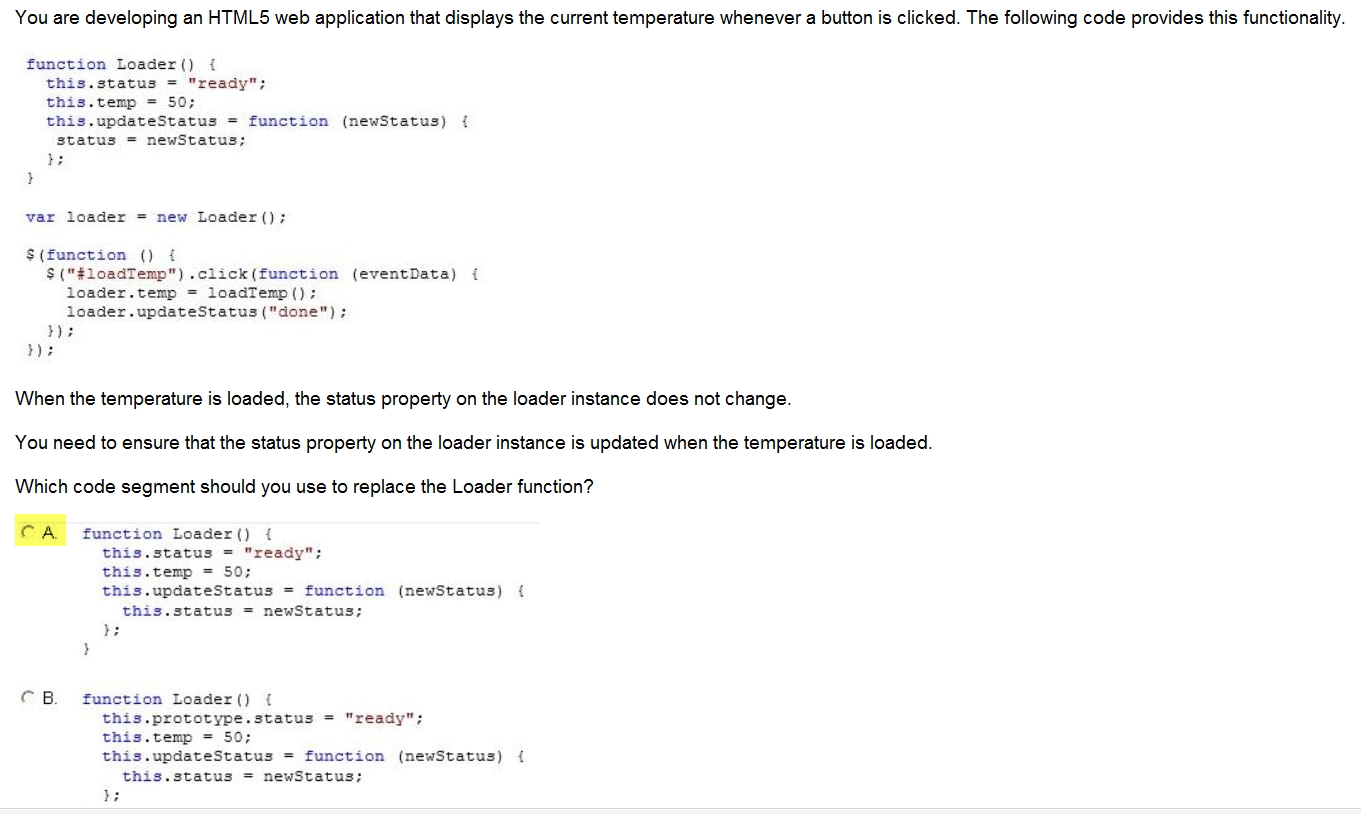 You are developing an HTML5 web application that displays the current temperature whenever a button is clicked. The following code provides this functionality.
function Loader() {
  this.status = "ready";
  this.temp = 50;
  this.updateStatus = function (newStatus) {
   status = newStatus;
  };
}
var loader = new Loader();
$(function () {
  $("#loadTemp").click(function (eventData) {
    loader.temp = loadTemp();
    loader.updateStatus("done");
  });
});
When the temperature is loaded, the status property on the loader instance does not change.
You need to ensure that the status property on the loader instance is updated when the temperature is loaded.
Which code segment should you use to replace the Loader function?
A. function Loader() {
  this.status = "ready";
  this.temp = 50;
  this.updateStatus = function (newStatus) {
    this.status = newStatus;
  };
}
B. function Loader() {
  this.prototype.status = "ready";
  this.temp = 50;
  this.updateStatus = function (newStatus) {
    this.status = newStatus;
  };